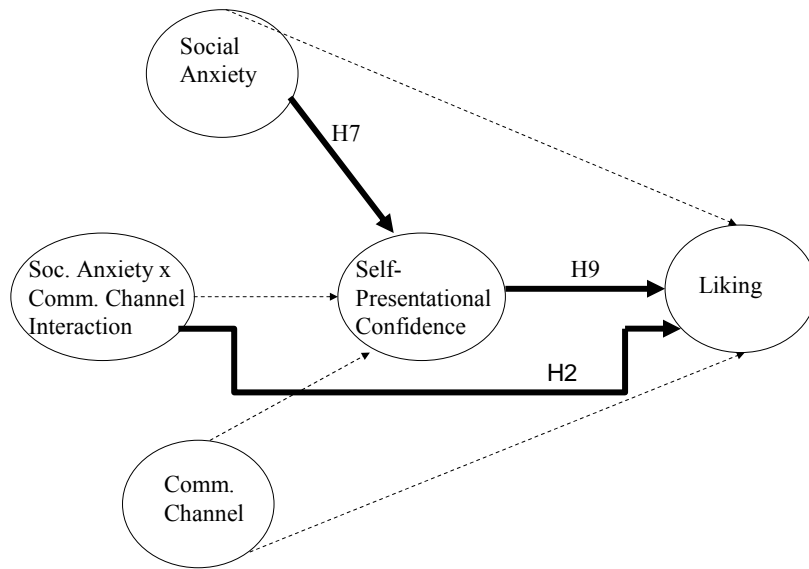 Social
Anxiety
H7
Soc. Anxiety x
Comm. Channel
Interaction
Self-
Presentational
Confidence
H9
Liking
H2
Comm.
Channel